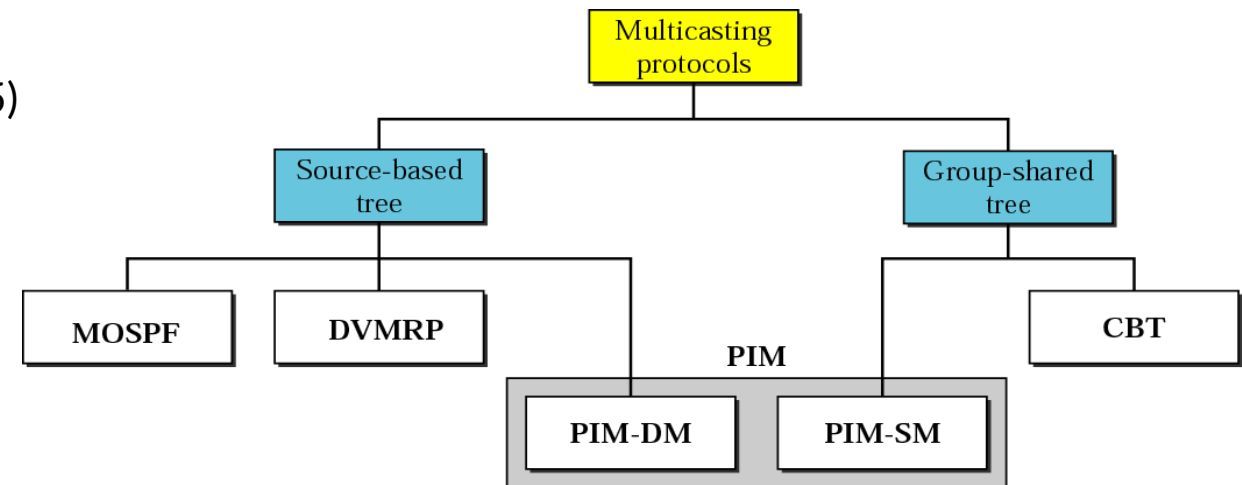 Multicasting
protocols
5)
Source-based
tree
Group-shared
tree
MOSPF
DVMRP
CBT
PIM
PIM-DM
PIM-SM